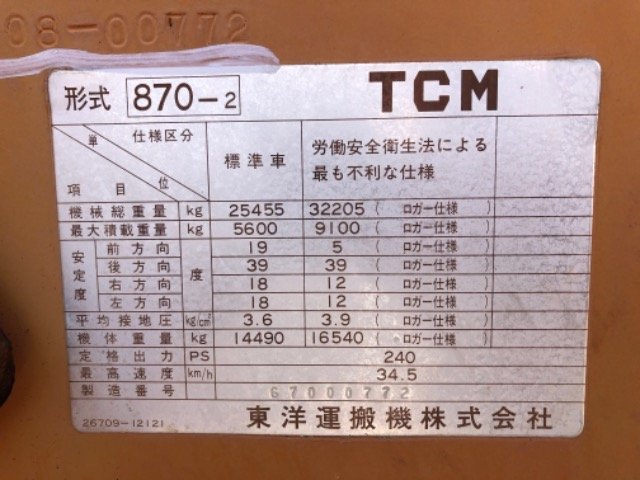 08-00772
形式 870-2 TCM
単 仕様区分 標準車 労働安全衛生法による
項目 位 最も不利な仕様
機械総重量 kg 25455 32205 ( ロガー仕様 )
最大積載重量 kg 5600 9100 ( ロガー仕様 )
安定度 前方向 度 19 5 ( ロガー仕様 )
後方向 39 39 ( ロガー仕様 )
右方向 18 12 ( ロガー仕様 )
左方向 18 12 ( ロガー仕様 )
平均接地圧 kg/cm² 3.6 3.9 ( ロガー仕様 )
機体重量 kg 14490 16540 ( ロガー仕様 )
定格出力 PS 240
最高速度 km/h 34.5
製造番号 67000772
26709-12121 東洋運搬機株式会社